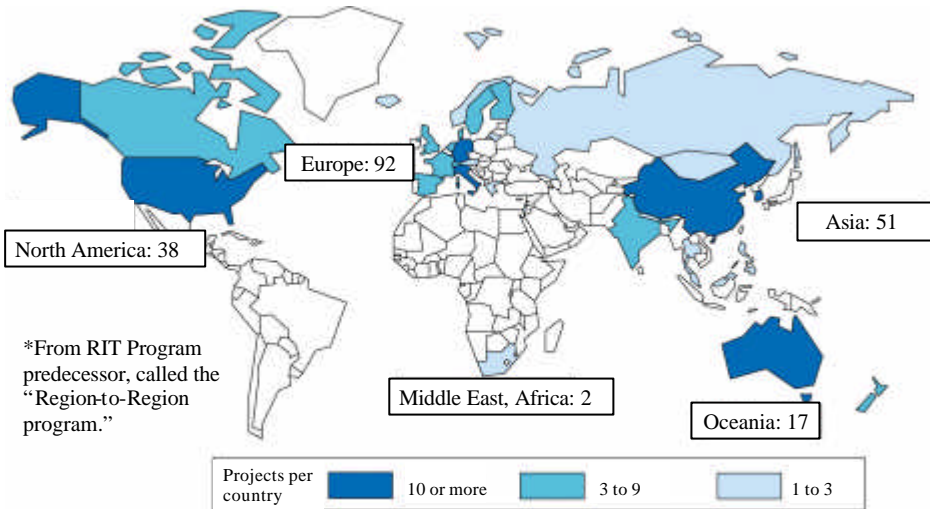 Europe: 92
Asia: 51
North America: 38
*From RIT Program
predecessor, called the
“Region-to-Region
program.”
Middle East, Africa: 2
Oceania: 17
Projects per
country
10 or more
3 to 9
1 to 3